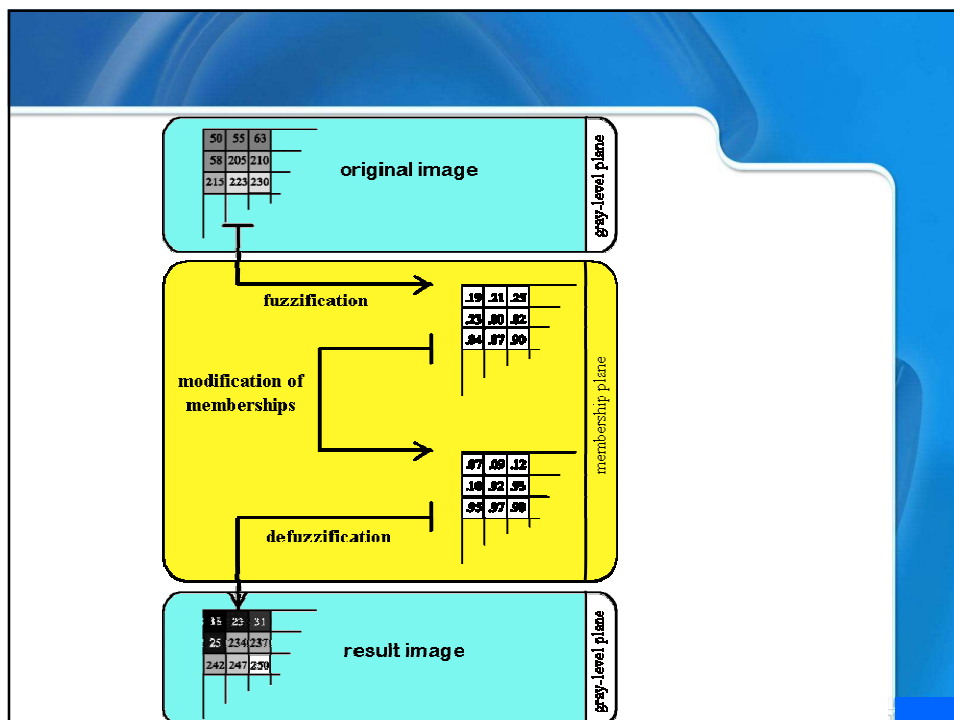 50 55 63
58 205 210
215 223 230
original image
gray-level plane
fuzzification
.19 .21 .25
.23 .80 .82
.84 .87 .90
modification of
memberships
membership plane
.07 .09 .12
.10 .92 .93
.95 .97 .98
defuzzification
23 31
25 234 237
242 247 250
result image
gray-level plane